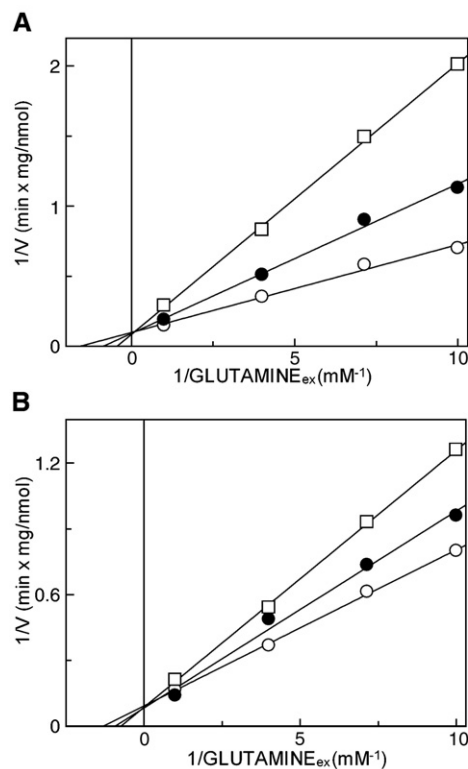 A
2
1
0
1/V (min x mg/nmol)
0
5
10
1/GLUTAMINEex(mM-1)
B
1.2
0.6
0
1/V (min x mg/nmol)
0
5
10
1/GLUTAMINEex(mM-1)